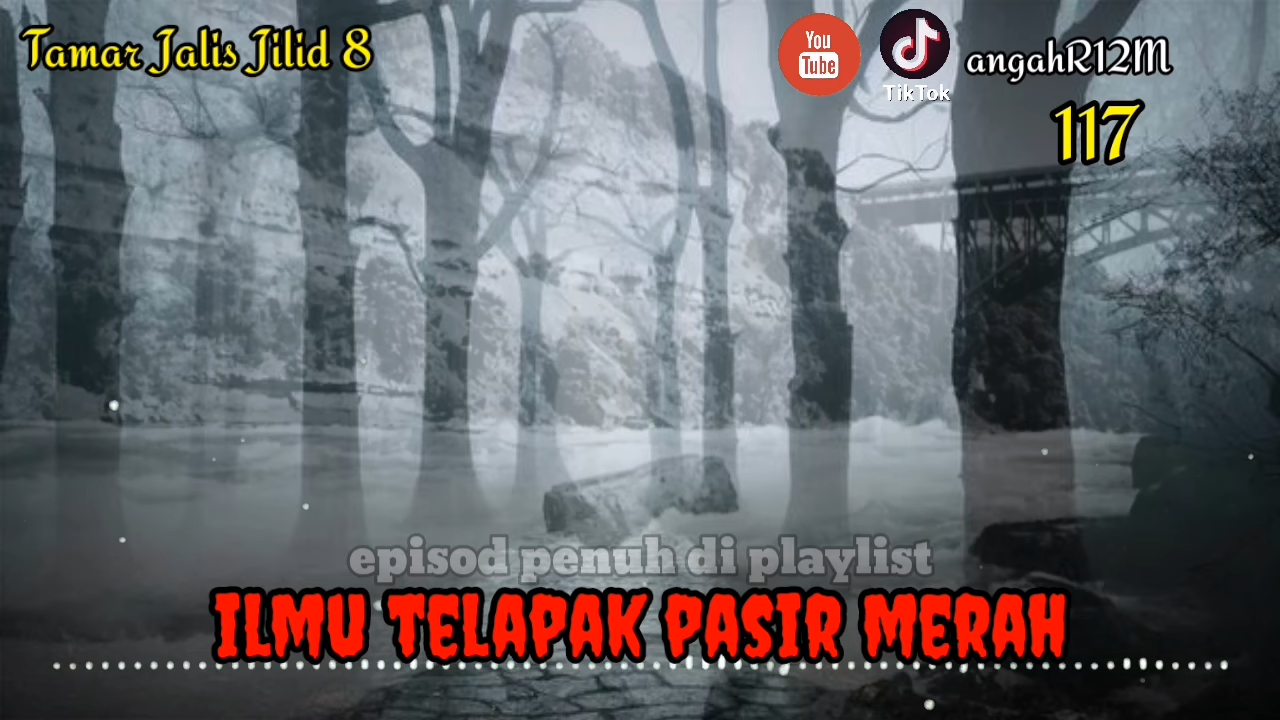 Tamar Jalis Jilid 8
You
Tube
TikTok
angahR12M
117
episod penuh di playlist
ILMU TELAPAK PASIR MERAH